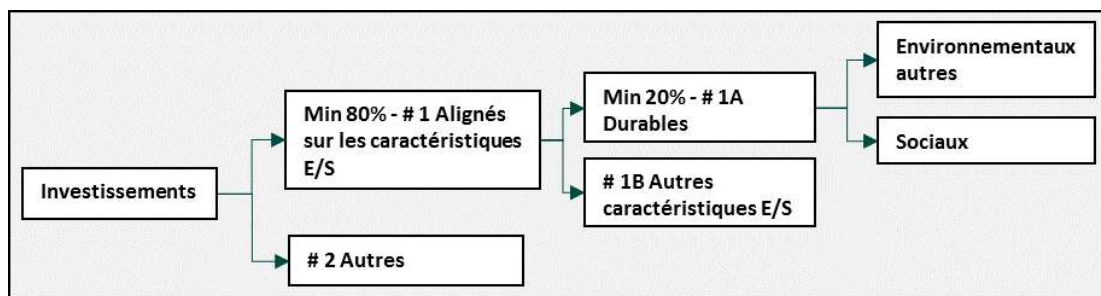 Investissements
Min 80% - # 1 Alignés
sur les caractéristiques
E/S
# 2 Autres
Min 20% - # 1A
Durables
# 1B Autres
caractéristiques E/S
Environnementaux
autres
Sociaux